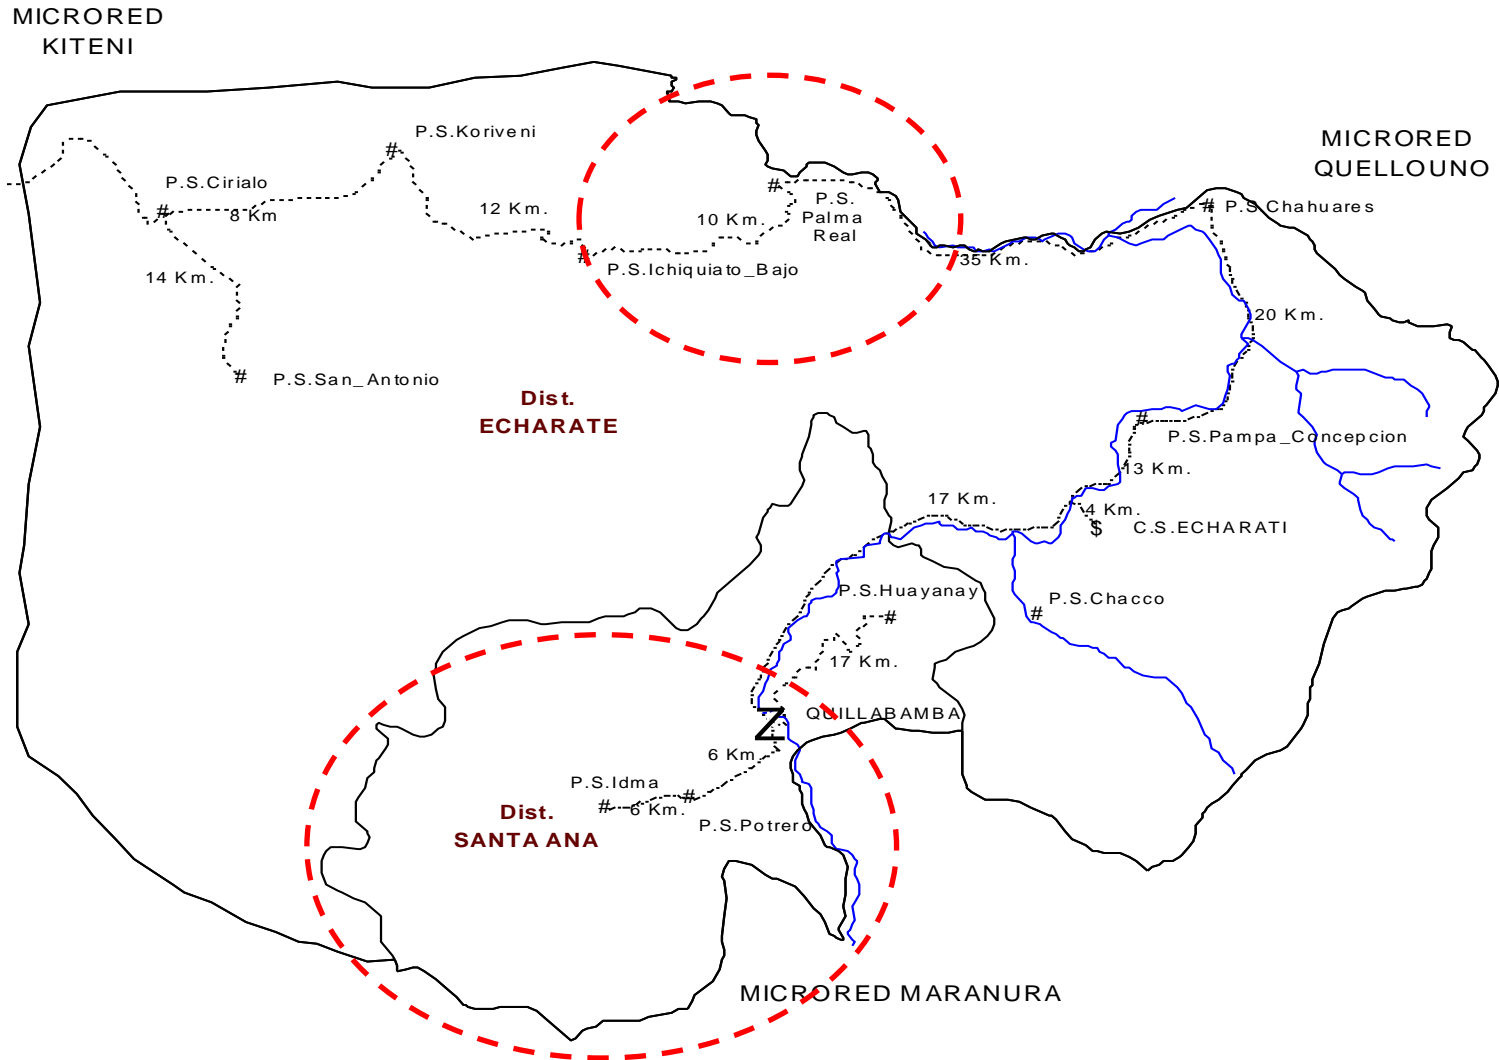 MICRORED
KITENI
P.S.Koriveni
MICRORED
QUELLOUNO
P.S.Cirialo
8 Km
12 Km.
10 Km.
P.S.
Palma
Real
P.S.Chahuares
14 Km.
P.S.Ichiquiato_Bajo
35 Km.
20 Km.
P.S.San_Antonio
Dist.
ECHARATE
P.S.Pampa_Concepcion
13 Km.
17 Km.
4 Km.
$
C.S.ECHARATI
P.S.Huayanay
P.S.Chacco
17 Km.
Z
QUILLABAMBA
6 Km.
P.S.Idma
6 Km.
P.S.Potrero
Dist.
SANTA ANA
MICRORED MARANURA